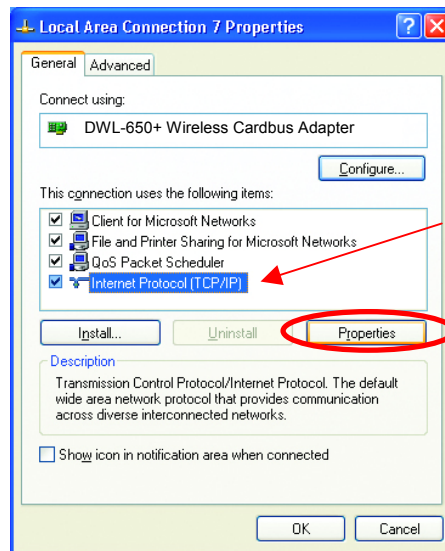 Local Area Connection 7 Properties
General Advanced
Connect using:
DWL-650+ Wireless Cardbus Adapter
Configure...
This connection uses the following items:
Client for Microsoft Networks
File and Printer Sharing for Microsoft Networks
QoS Packet Scheduler
Internet Protocol (TCP/IP)
Install... Uninstall Properties
Description
Transmission Control Protocol/Internet Protocol. The default
wide area network protocol that provides communication
across diverse interconnected networks.
Show icon in notification area when connected
OK Cancel